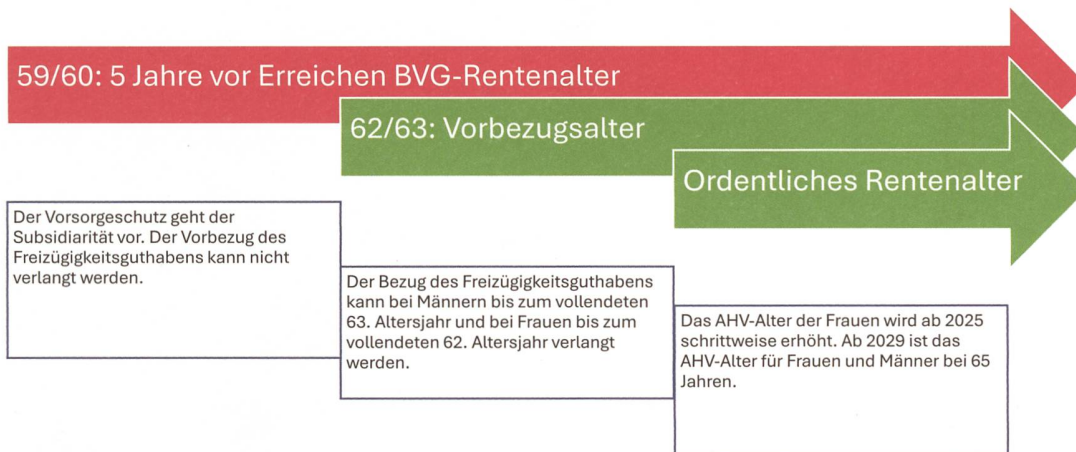 59/60: 5 Jahre vor Erreichen BVG-Rentenalter
62/63: Vorbezugsalter
Ordentliches Rentenalter
Der Vorsorgeschutz geht der
Subsidiarität vor. Der Vorbezug des
Freizügigkeitsguthabens kann nicht
verlangt werden.
Der Bezug des Freizügigkeitsguthabens
kann bei Männern bis zum vollendeten
63. Altersjahr und bei Frauen bis zum
vollendeten 62. Altersjahr verlangt
werden.
Das AHV-Alter der Frauen wird ab 2025
schrittweise erhöht. Ab 2029 ist das
AHV-Alter für Frauen und Männer bei 65
Jahren.